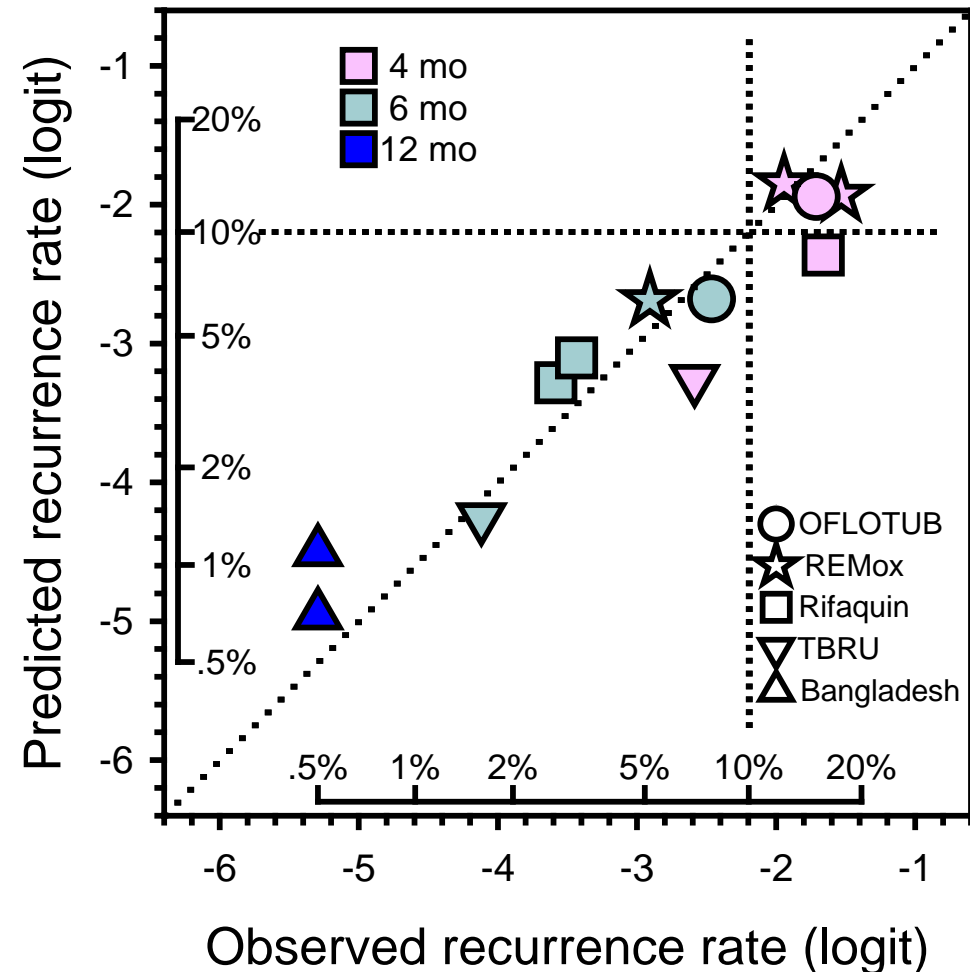 Predicted recurrence rate (logit)
-1
-2
-3
-4
-5
-6
20%
10%
5%
2%
1%
.5%
4 mo
6 mo
12 mo
OFLOTUB
REMox
Rifaquin
TBRU
Bangladesh
.5% 1% 2% 5% 10% 20%
-6 -5 -4 -3 -2 -1
Observed recurrence rate (logit)